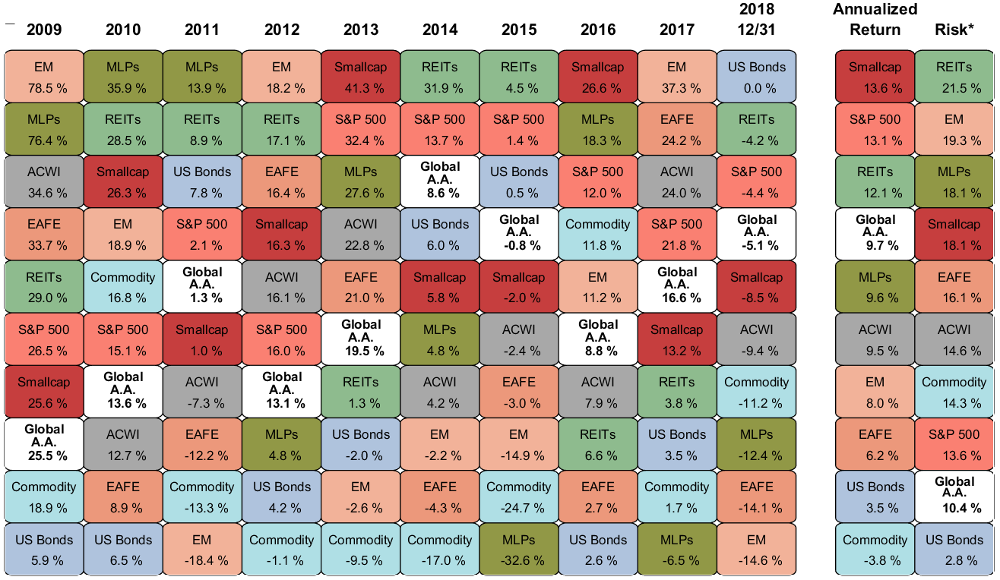 2018 Annualized
2009 2010 2011 2012 2013 2014 2015 2016 2017 12/31 Return Risk*
EM MLPs MLPs EM Smallcap REITs REITs Smallcap EM US Bonds Smallcap REITs
78.5 % 35.9 % 13.9 % 18.2 % 41.3 % 31.9 % 4.5 % 26.6 % 37.3 % 0.0 % 13.6 % 21.5 %
MLPs REITs REITs REITs S&P 500 S&P 500 S&P 500 MLPs EAFE REITs S&P 500 EM
76.4 % 28.5 % 8.9 % 17.1 % 32.4 % 13.7 % 1.4 % 18.3 % 24.2 % -4.2 % 13.1 % 19.3 %
ACWI Smallcap US Bonds EAFE MLPs Global A.A. US Bonds S&P 500 ACWI S&P 500 REITs MLPs
34.6 % 26.3 % 7.8 % 16.4 % 27.6 % 8.6 % 0.5 % 12.0 % 24.0 % -4.4 % 12.1 % 18.1 %
EAFE EM S&P 500 Smallcap ACWI US Bonds Global A.A. Commodity S&P 500 Global A.A. Global A.A. Smallcap
33.7 % 18.9 % 2.1 % 16.3 % 22.8 % 6.0 % -0.8 % 11.8 % 21.8 % -5.1 % 9.7 % 18.1 %
REITs Commodity Global A.A. ACWI EAFE Smallcap Smallcap EM Global A.A. Smallcap MLPs EAFE
29.0 % 16.8 % 1.3 % 16.1 % 21.0 % 5.8 % -2.0 % 11.2 % 16.6 % -8.5 % 9.6 % 16.1 %
S&P 500 S&P 500 Smallcap S&P 500 Global A.A. MLPs ACWI Global A.A. Smallcap ACWI ACWI ACWI
26.5 % 15.1 % 1.0 % 16.0 % 19.5 % 4.8 % -2.4 % 8.8 % 13.2 % -9.4 % 9.5 % 14.6 %
Smallcap Global A.A. ACWI Global A.A. REITs ACWI EAFE ACWI REITs Commodity EM Commodity
25.6 % 13.6 % -7.3 % 13.1 % 1.3 % 4.2 % -3.0 % 7.9 % 3.8 % -11.2 % 8.0 % 14.3 %
Global A.A. ACWI EAFE MLPs US Bonds EM EM REITs US Bonds MLPs EAFE S&P 500
25.5 % 12.7 % -12.2 % 4.8 % -2.0 % -2.2 % -14.9 % 6.6 % 3.5 % -12.4 % 6.2 % 13.6 %
Commodity EAFE Commodity US Bonds EM EAFE Commodity EAFE Commodity EAFE US Bonds Global A.A.
18.9 % 8.9 % -13.3 % 4.2 % -2.6 % -4.3 % -24.7 % 2.7 % 1.7 % -14.1 % 3.5 % 10.4 %
US Bonds US Bonds EM Commodity Commodity Commodity MLPs US Bonds MLPs EM Commodity US Bonds
5.9 % 6.5 % -18.4 % -1.1 % -9.5 % -17.0 % -32.6 % 2.6 % -6.5 % -14.6 % -3.8 % 2.8 %